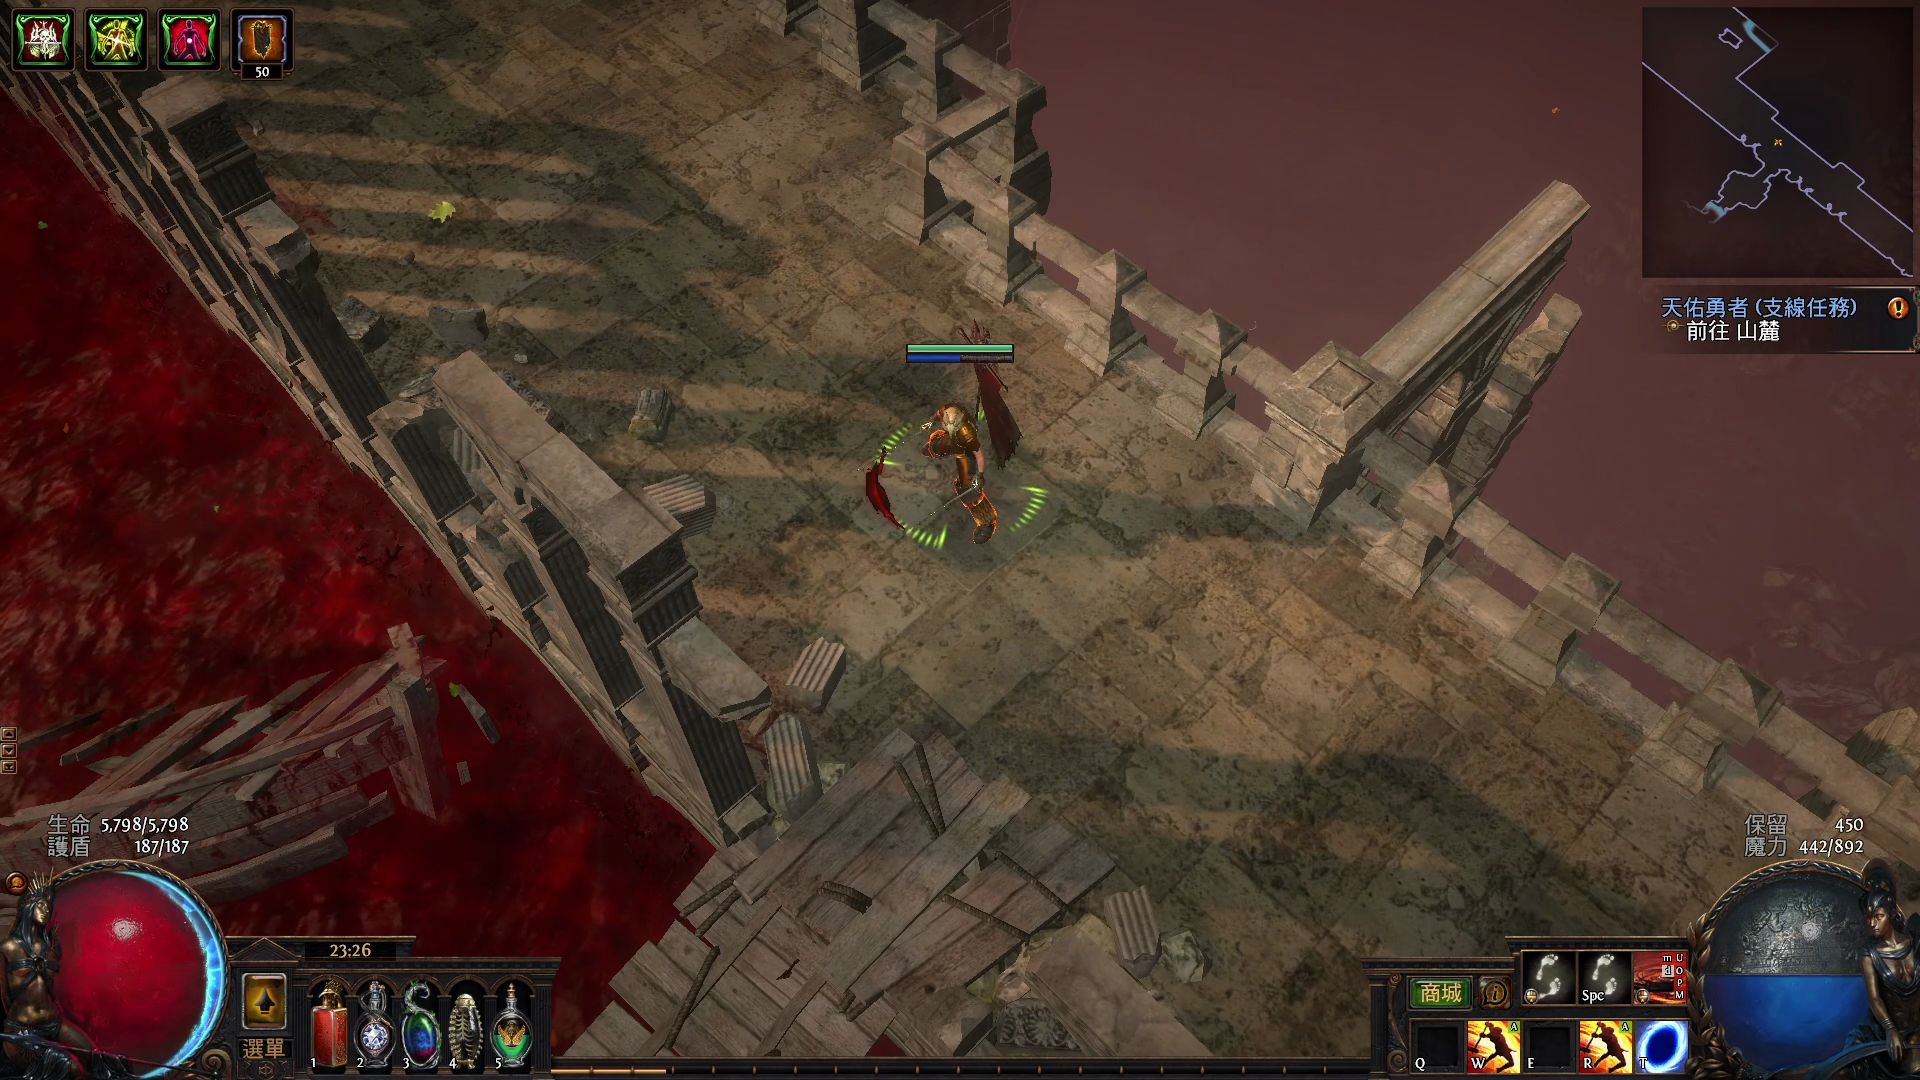 50
天佑勇者 (支線任務)
前往 山麓
生命 5,798/5,798
護盾 187/187
保留 450
魔力 442/892
23:26
選單
1 2 3 4 5
商城
Spc
m U
d O
P
M
Q W A E R A T